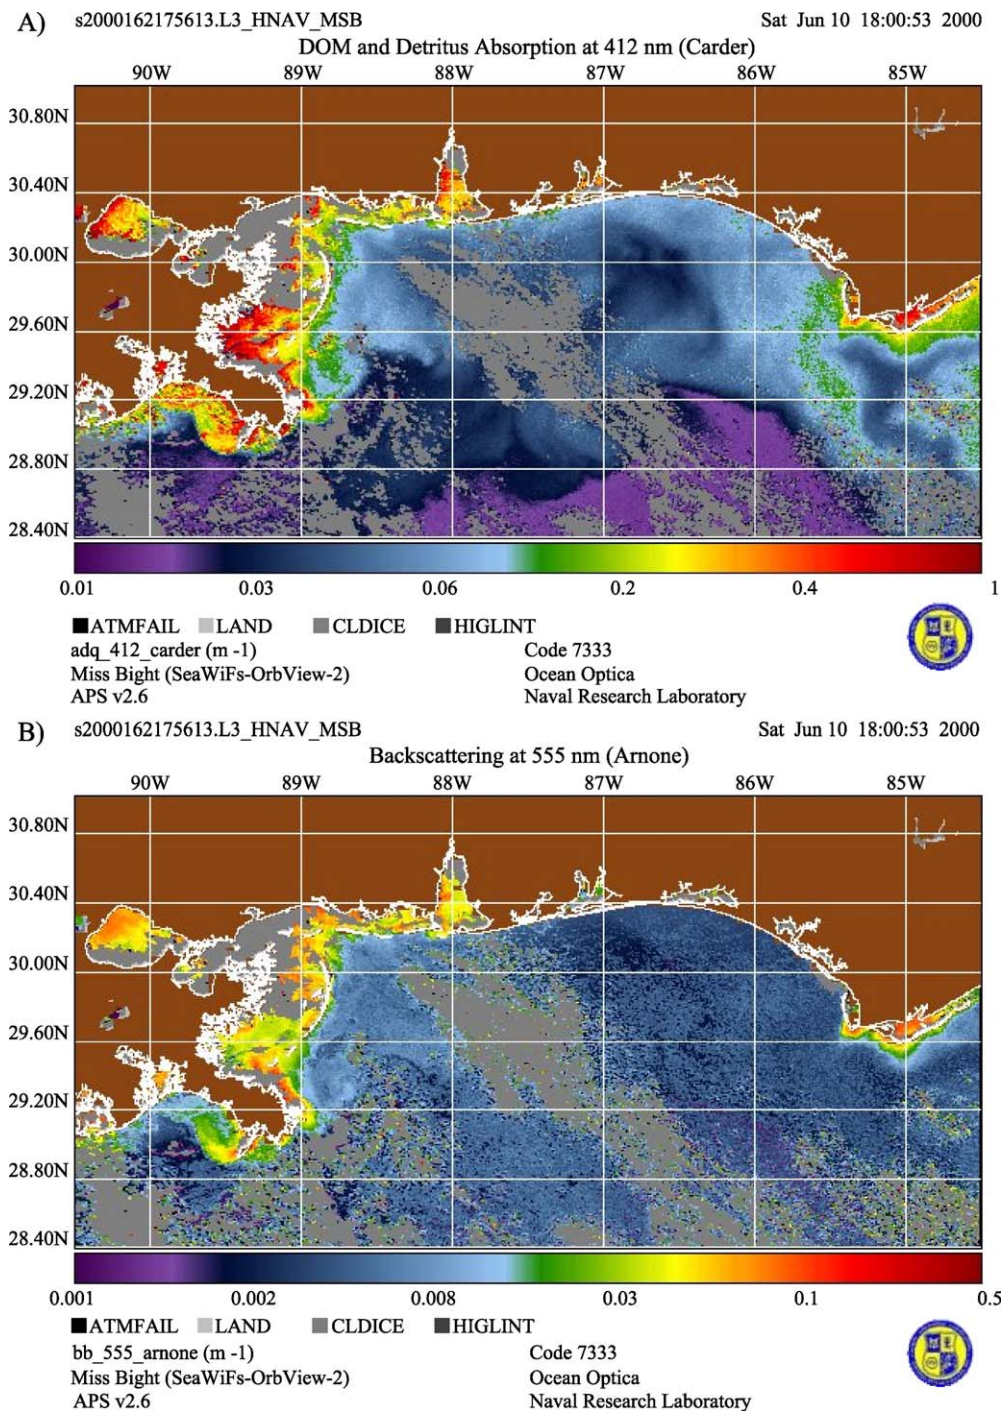 A) s2000162175613.L3_HNAV_MSB Sat Jun 10 18:00:53 2000
DOM and Detritus Absorption at 412 nm (Carder)
90W 89W 88W 87W 86W 85W
30.80N
30.40N
30.00N
29.60N
29.20N
28.80N
28.40N
0.01 0.03 0.06 0.2 0.4 1
ATMFAIL LAND CLDICE HIGLINT
adq_412_carder (m -1) Code 7333
Miss Bight (SeaWiFs-OrbView-2) Ocean Optica
APS v2.6 Naval Research Laboratory
B) s2000162175613.L3_HNAV_MSB Sat Jun 10 18:00:53 2000
Backscattering at 555 nm (Arnone)
90W 89W 88W 87W 86W 85W
30.80N
30.40N
30.00N
29.60N
29.20N
28.80N
28.40N
0.001 0.002 0.008 0.03 0.1 0.5
ATMFAIL LAND CLDICE HIGLINT
bb_555_arnone (m -1) Code 7333
Miss Bight (SeaWiFs-OrbView-2) Ocean Optica
APS v2.6 Naval Research Laboratory